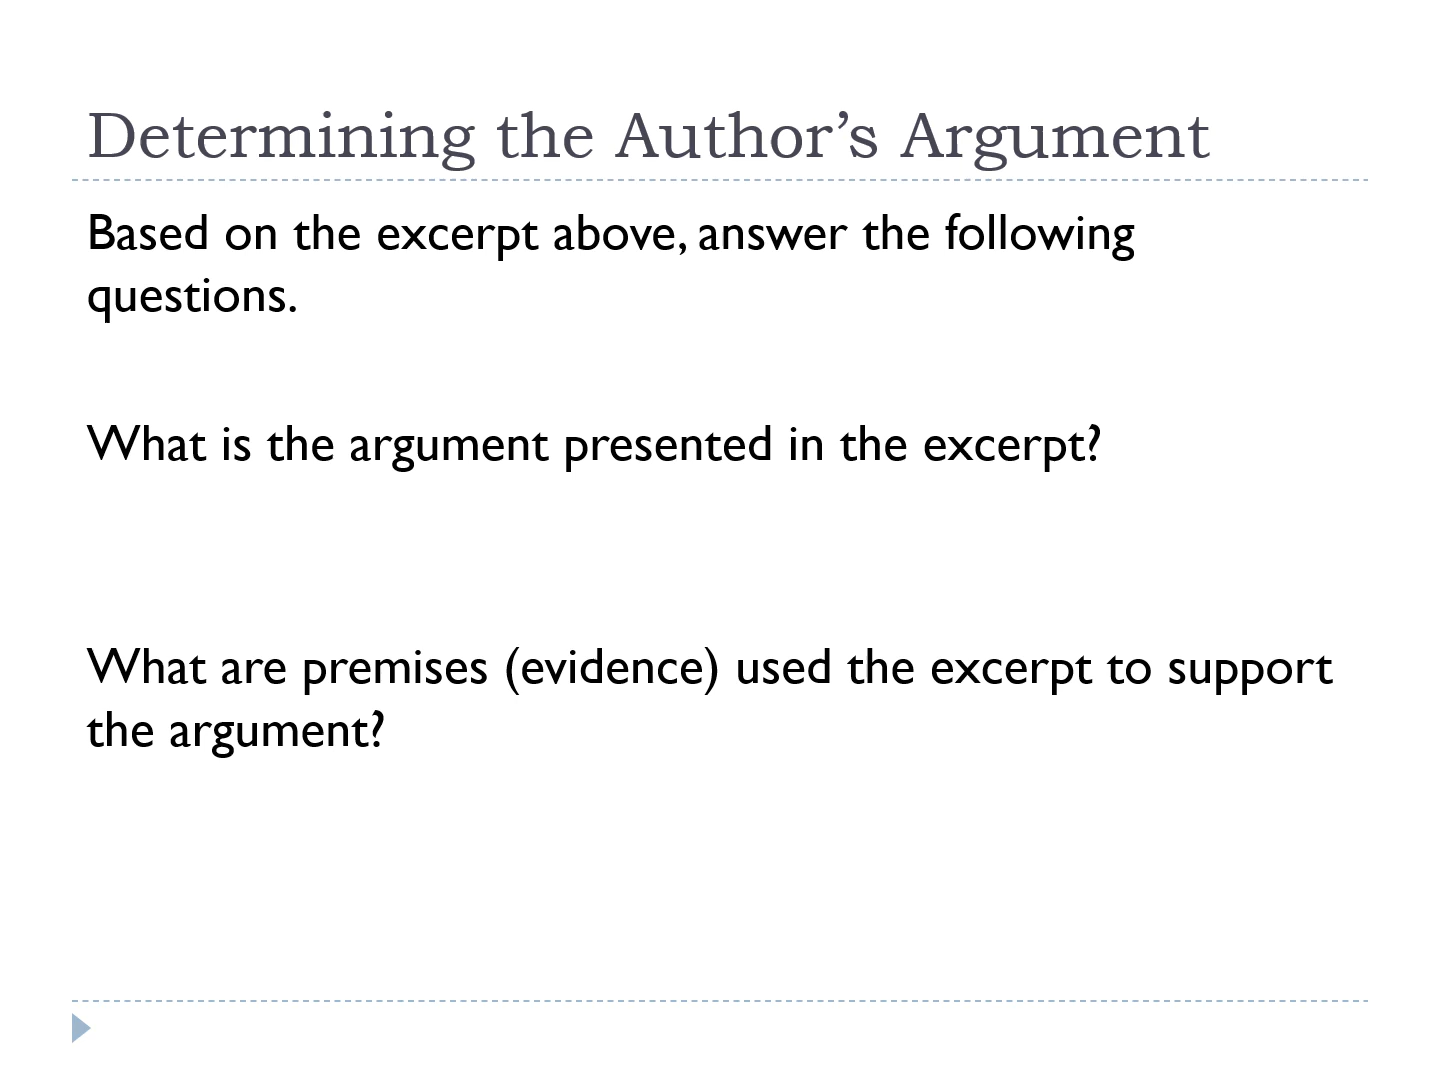 Determining the Author’s Argument
Based on the excerpt above, answer the following
questions.
What is the argument presented in the excerpt?
What are premises (evidence) used the excerpt to support
the argument?